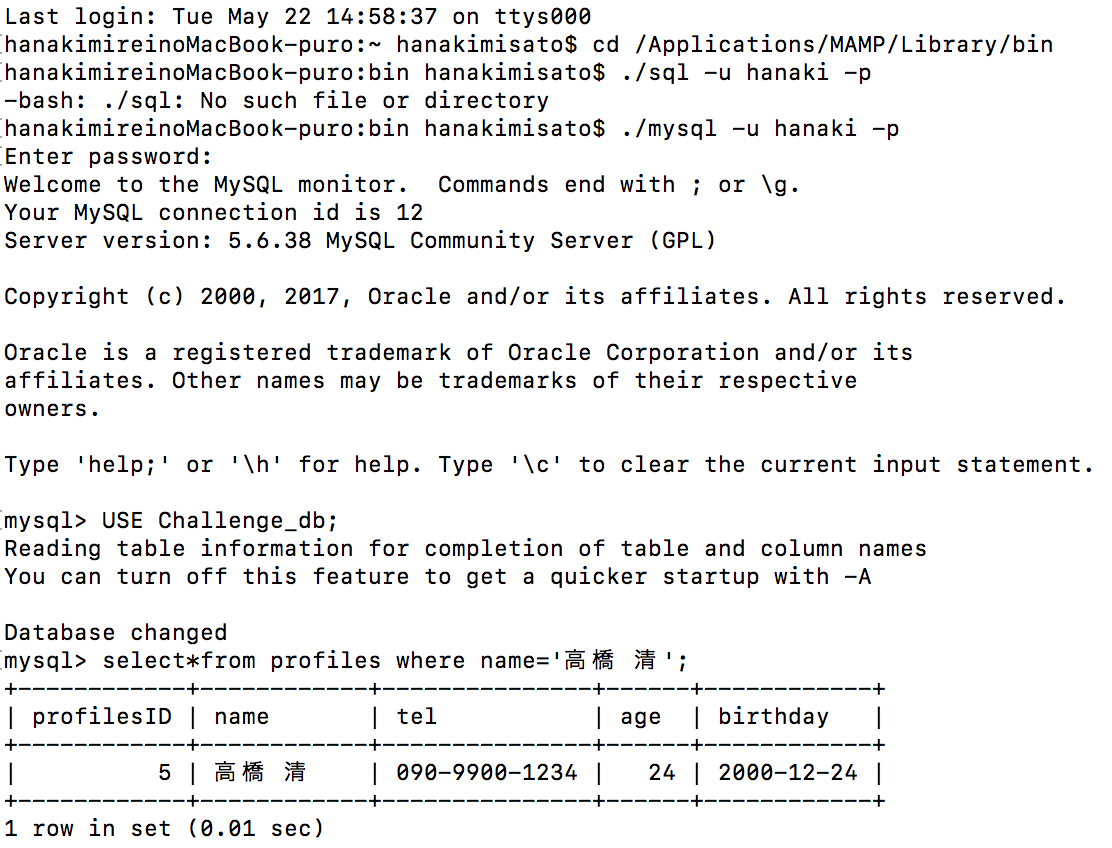 Last login: Tue May 22 14:58:37 on ttys000
hanakimireinoMacBook-puro:~ hanakimisato$ cd /Applications/MAMP/Library/bin
hanakimireinoMacBook-puro:bin hanakimisato$ ./sql -u hanaki -p
-bash: ./sql: No such file or directory
hanakimireinoMacBook-puro:bin hanakimisato$ ./mysql -u hanaki -p
Enter password:
Welcome to the MySQL monitor.  Commands end with ; or \g.
Your MySQL connection id is 12
Server version: 5.6.38 MySQL Community Server (GPL)

Copyright (c) 2000, 2017, Oracle and/or its affiliates. All rights reserved.

Oracle is a registered trademark of Oracle Corporation and/or its
affiliates. Other names may be trademarks of their respective
owners.

Type 'help;' or '\h' for help. Type '\c' to clear the current input statement.

mysql> USE Challenge_db;
Reading table information for completion of table and column names
You can turn off this feature to get a quicker startup with -A

Database changed
mysql> select*from profiles where name='高橋 清';
+------------+------------+---------------+------+------------+
| profilesID | name       | tel           | age  | birthday   |
+------------+------------+---------------+------+------------+
|          5 | 高橋 清    | 090-9900-1234 |   24 | 2000-12-24 |
+------------+------------+---------------+------+------------+
1 row in set (0.01 sec)